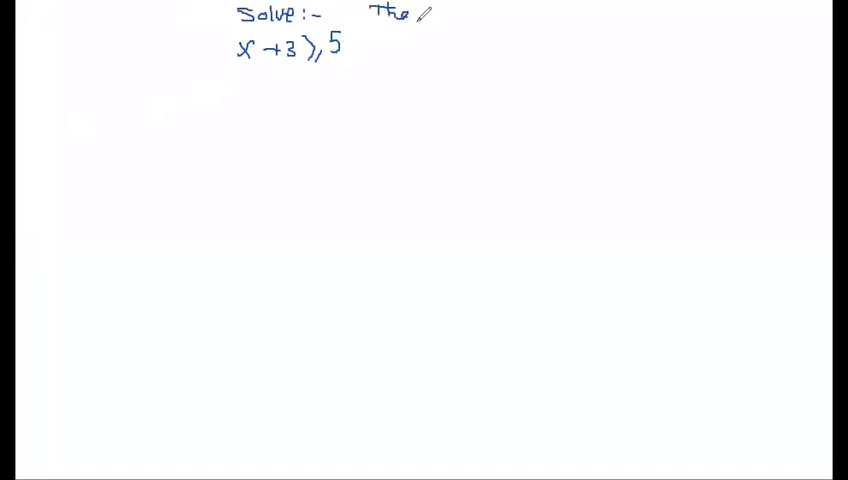 Solve :- The
x + 3 ⩾ 5